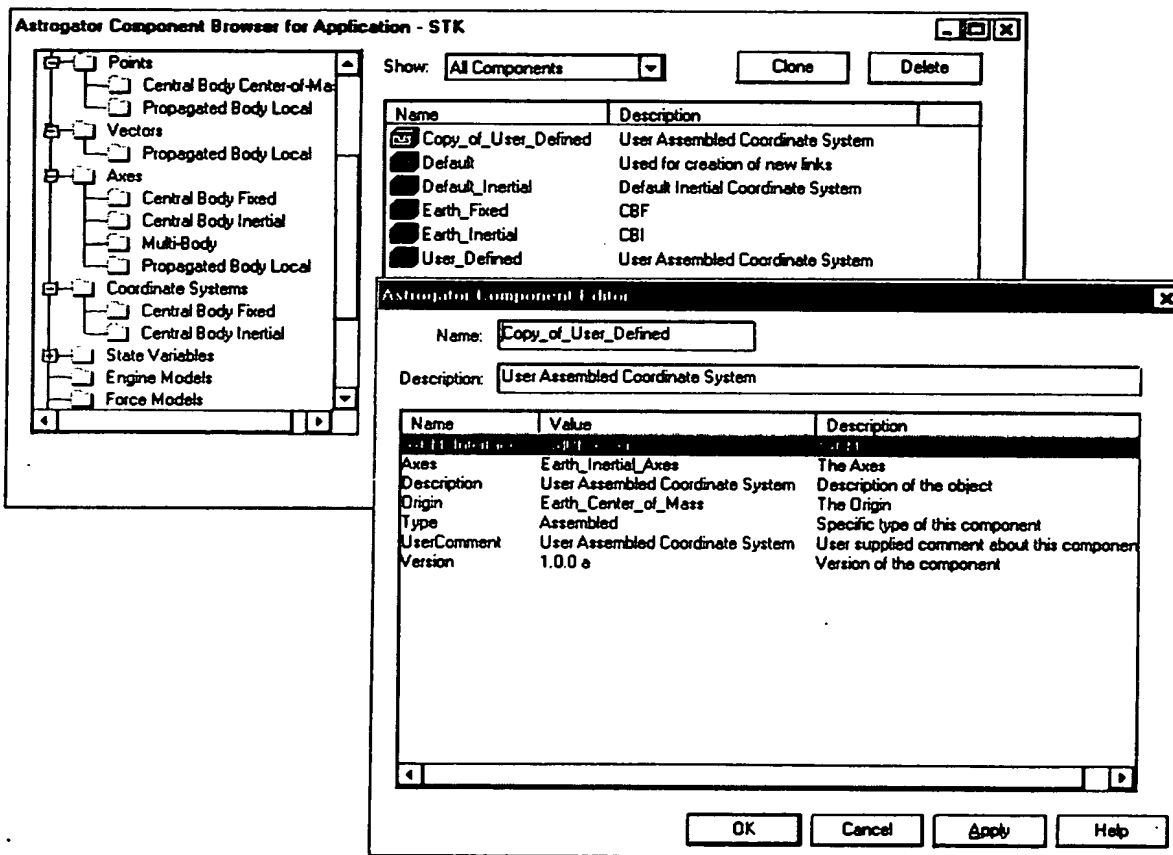 Astrogator Component Browser for Application - STK
Points
Central Body Center-of-Ma
Propagated Body Local
Vectors
Propagated Body Local
Axes
Central Body Fixed
Central Body Inertial
Multi-Body
Propagated Body Local
Coordinate Systems
Central Body Fixed
Central Body Inertial
State Variables
Engine Models
Force Models
Show: All Components Clone Delete
Name Description
Copy_of_User_Defined User Assembled Coordinate System
Default Used for creation of new links
Default_Inertial Default Inertial Coordinate System
Earth_Fixed CBF
Earth_Inertial CBI
User_Defined User Assembled Coordinate System
Astrogator Component Editor
Name: Copy_of_User_Defined
Description: User Assembled Coordinate System
Name Value Description
Axes Earth_Inertial_Axes The Axes
Description User Assembled Coordinate System Description of the object
Origin Earth_Center_of_Mass The Origin
Type Assembled Specific type of this component
UserComment User Assembled Coordinate System User supplied comment about this componen
Version 1.0.0 a Version of the component
OK Cancel Apply Help